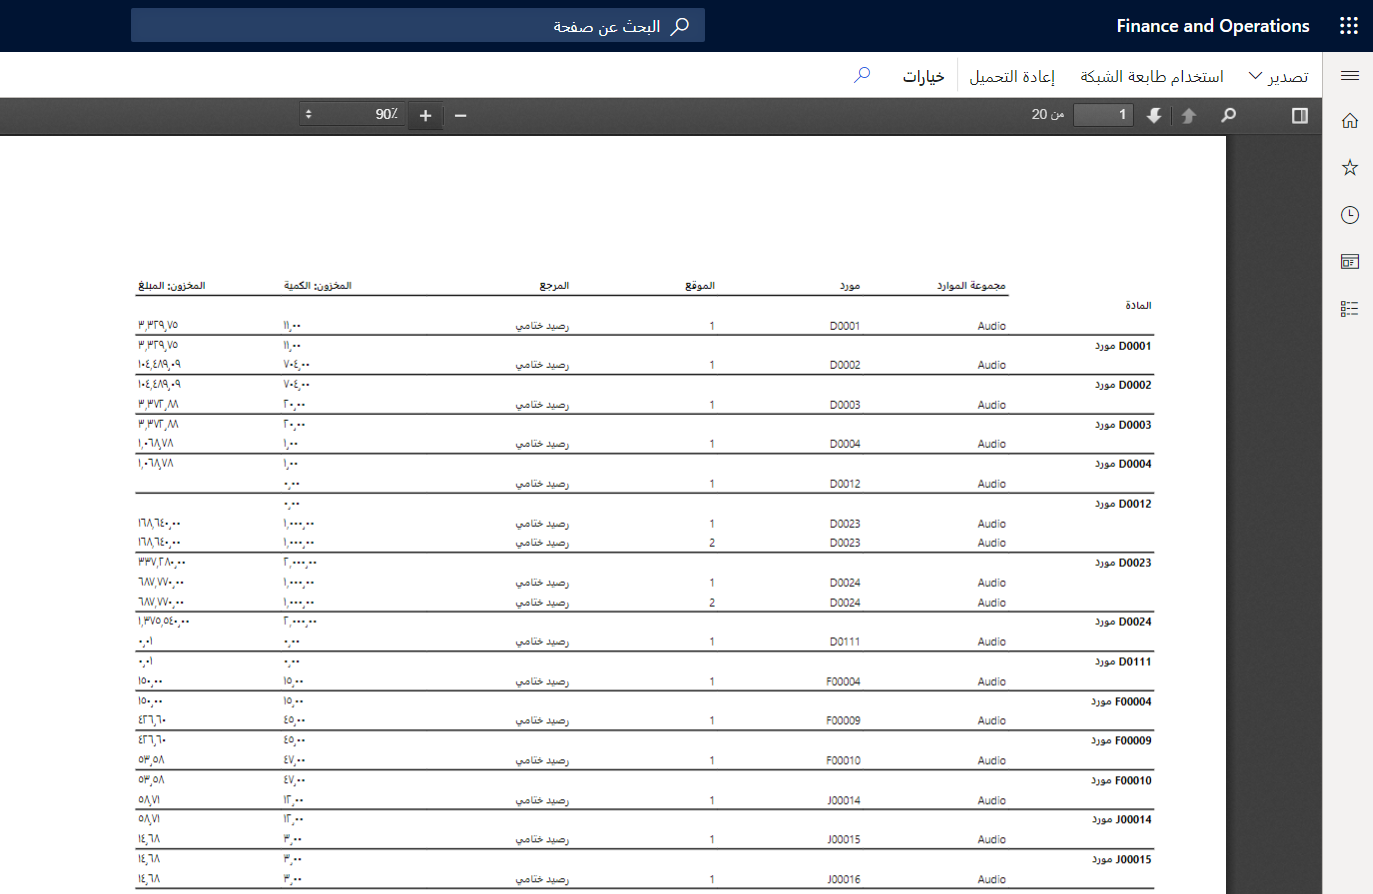 Finance and Operations
البحث عن صفحة
تصدير
استخدام طابعة الشبكة
إعادة التحميل
خيارات
1 من 20
90٪
مجموعة الموارد مورد الموقع المرجع المخزون: الكمية المخزون: المبلغ
المادة
Audio D0001 1 رصيد ختامي ١١,٠٠ ٣,٣٢٩,٧٥
D0001 مورد ١١,٠٠ ٣,٣٢٩,٧٥
Audio D0002 1 رصيد ختامي ٧٠٤,٠٠ ١٠٤,٤٨٩,٠٩
D0002 مورد ٧٠٤,٠٠ ١٠٤,٤٨٩,٠٩
Audio D0003 1 رصيد ختامي ٢٠,٠٠ ٣,٣٧٢,٨٨
D0003 مورد ٢٠,٠٠ ٣,٣٧٢,٨٨
Audio D0004 1 رصيد ختامي ١,٠٠ ١,٠٦٨,٧٨
D0004 مورد ١,٠٠ ١,٠٦٨,٧٨
Audio D0012 1 رصيد ختامي ٠,٠٠
D0012 مورد ٠,٠٠
Audio D0023 1 رصيد ختامي ١,٠٠٠,٠٠ ١٦٨,٦٤٠,٠٠
Audio D0023 2 رصيد ختامي ١,٠٠٠,٠٠ ١٦٨,٦٤٠,٠٠
D0023 مورد ٢,٠٠٠,٠٠ ٣٣٧,٢٨٠,٠٠
Audio D0024 1 رصيد ختامي ١,٠٠٠,٠٠ ٦٨٧,٧٧٠,٠٠
Audio D0024 2 رصيد ختامي ١,٠٠٠,٠٠ ٦٨٧,٧٧٠,٠٠
D0024 مورد ٢,٠٠٠,٠٠ ١,٣٧٥,٥٤٠,٠٠
Audio D0111 1 رصيد ختامي ٠,٠٠ ٠,٠١
D0111 مورد ٠,٠٠ ٠,٠١
Audio F00004 1 رصيد ختامي ١٥,٠٠ ١٥٠,٠٠
F00004 مورد ١٥,٠٠ ١٥٠,٠٠
Audio F00009 1 رصيد ختامي ٤٥,٠٠ ٤٢٦,٦٠
F00009 مورد ٤٥,٠٠ ٤٢٦,٦٠
Audio F00010 1 رصيد ختامي ٤٧,٠٠ ٥٣,٥٨
F00010 مورد ٤٧,٠٠ ٥٣,٥٨
Audio J00014 1 رصيد ختامي ١٢,٠٠ ٥٨,٧١
J00014 مورد ١٢,٠٠ ٥٨,٧١
Audio J00015 1 رصيد ختامي ٣,٠٠ ١٤,٦٨
J00015 مورد ٣,٠٠ ١٤,٦٨
Audio J00016 1 رصيد ختامي ٣,٠٠ ١٤,٦٨